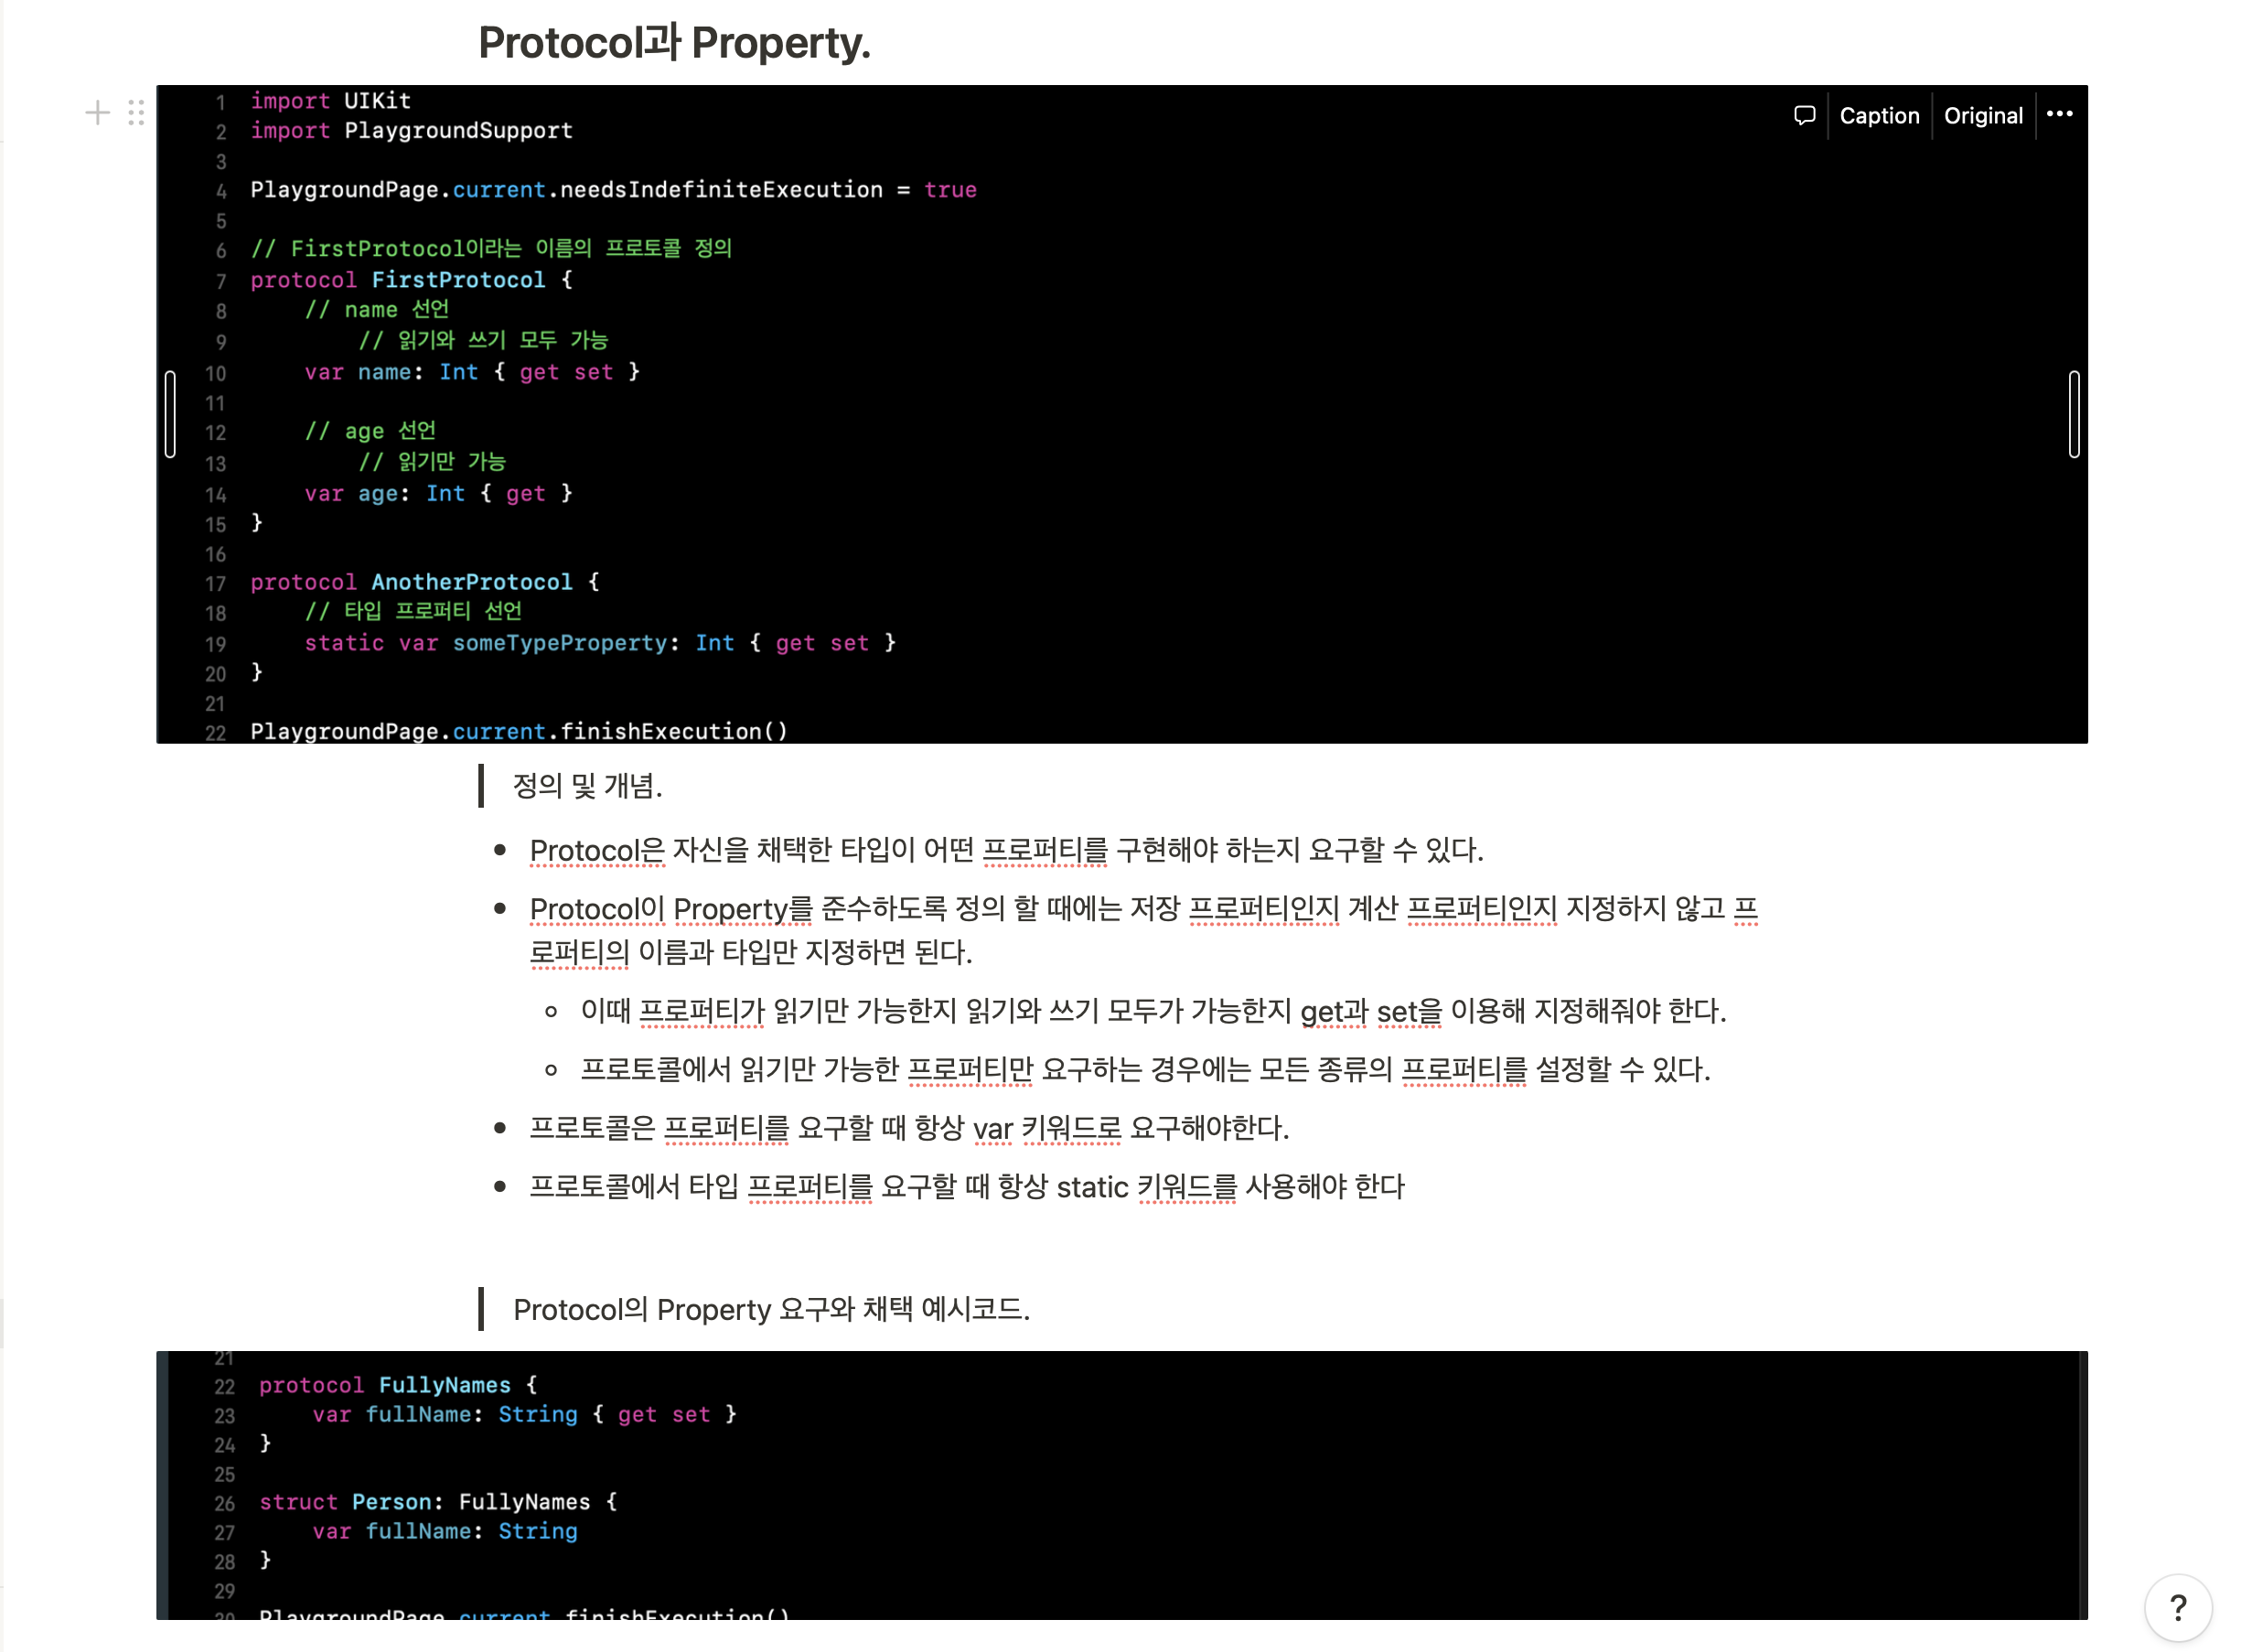 Protocol과 Property.
Caption Original
1 import UIKit
2 import PlaygroundSupport
3
4 PlaygroundPage.current.needsIndefiniteExecution = true
5
6 // FirstProtocol이라는 이름의 프로토콜 정의
7 protocol FirstProtocol {
8 // name 선언
9 // 읽기와 쓰기 모두 가능
10 var name: Int { get set }
11
12 // age 선언
13 // 읽기만 가능
14 var age: Int { get }
15 }
16
17 protocol AnotherProtocol {
18 // 타입 프로퍼티 선언
19 static var someTypeProperty: Int { get set }
20 }
21
22 PlaygroundPage.current.finishExecution()
정의 및 개념.
Protocol은 자신을 채택한 타입이 어떤 프로퍼티를 구현해야 하는지 요구할 수 있다.
Protocol이 Property를 준수하도록 정의 할 때에는 저장 프로퍼티인지 계산 프로퍼티인지 지정하지 않고 프
로퍼티의 이름과 타입만 지정하면 된다.
이때 프로퍼티가 읽기만 가능한지 읽기와 쓰기 모두가 가능한지 get과 set을 이용해 지정해줘야 한다.
프로토콜에서 읽기만 가능한 프로퍼티만 요구하는 경우에는 모든 종류의 프로퍼티를 설정할 수 있다.
프로토콜은 프로퍼티를 요구할 때 항상 var 키워드로 요구해야한다.
프로토콜에서 타입 프로퍼티를 요구할 때 항상 static 키워드를 사용해야 한다
Protocol의 Property 요구와 채택 예시코드.
21
22 protocol FullyNames {
23 var fullName: String { get set }
24 }
25
26 struct Person: FullyNames {
27 var fullName: String
28 }
29
30 PlaygroundPage.current.finishExecution()
?